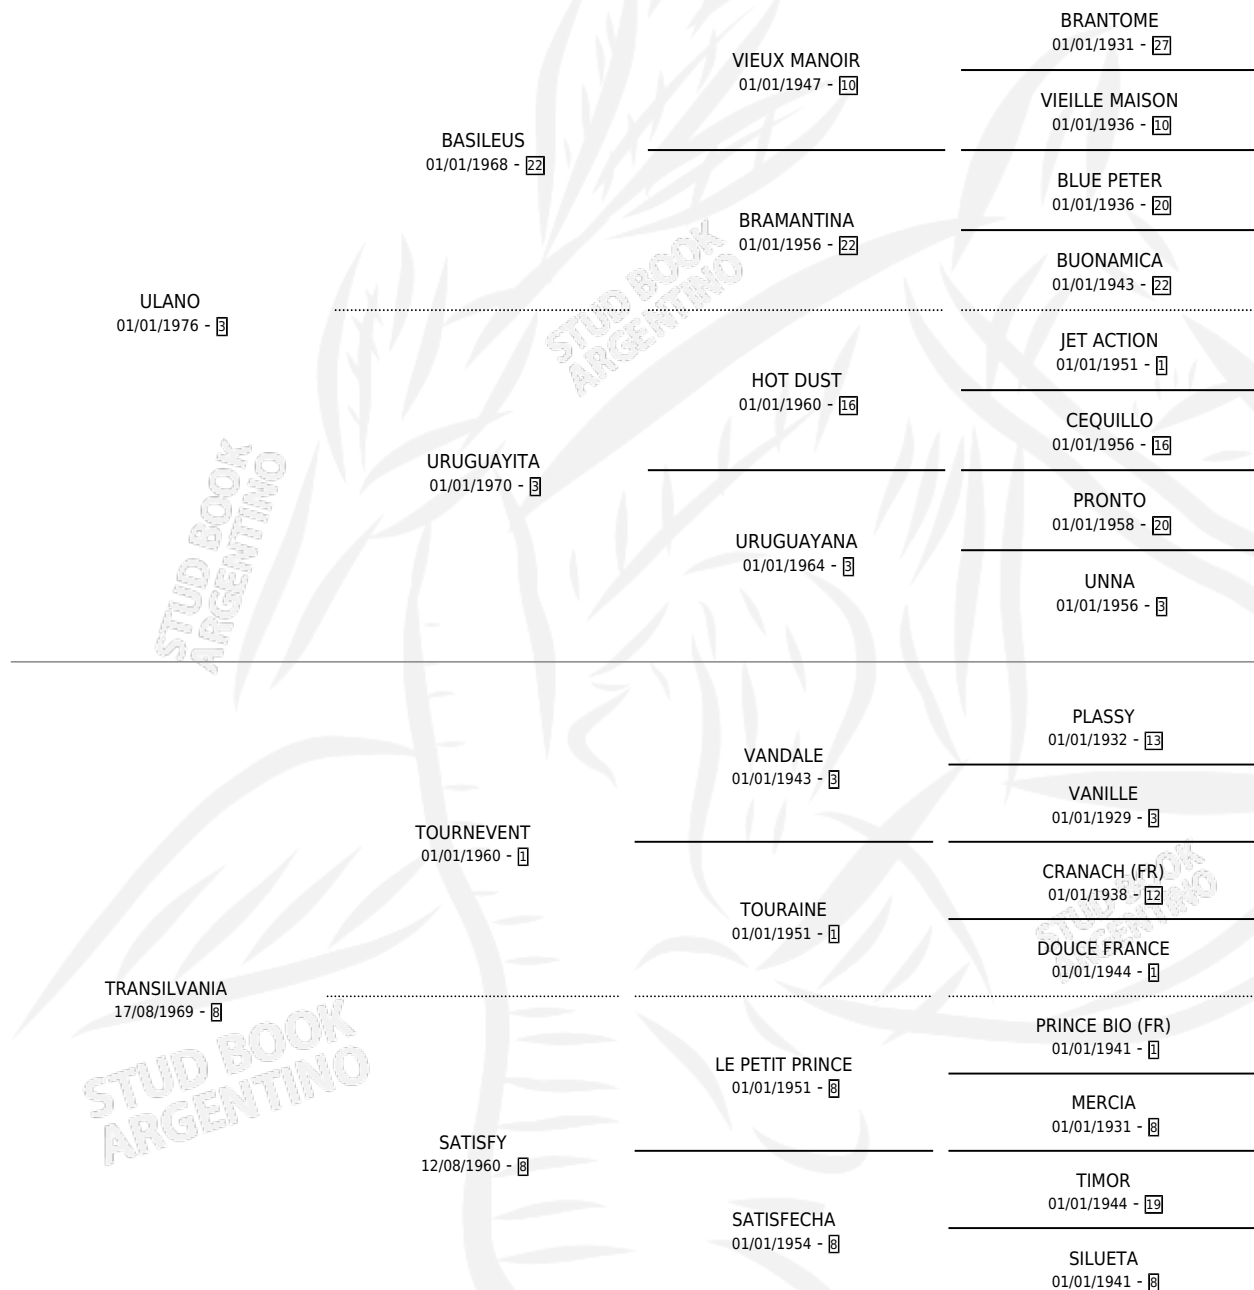 BRANTOME
01/01/1931 - 27
VIEUX MANOIR
01/01/1947 - 10
VIEILLE MAISON
01/01/1936 - 10
BASILEUS
01/01/1968 - 22
BLUE PETER
01/01/1936 - 20
BRAMANTINA
01/01/1956 - 22
BUONAMICA
01/01/1943 - 22
ULANO
01/01/1976 - 3
JET ACTION
01/01/1951 - 1
HOT DUST
01/01/1960 - 16
CEQUILLO
01/01/1956 - 16
URUGUAYITA
01/01/1970 - 3
PRONTO
01/01/1958 - 20
URUGUAYANA
01/01/1964 - 3
UNNA
01/01/1956 - 3
PLASSY
01/01/1932 - 13
VANDALE
01/01/1943 - 3
VANILLE
01/01/1929 - 3
TOURNEVENT
01/01/1960 - 1
CRANACH (FR)
01/01/1938 - 12
TOURAINE
01/01/1951 - 1
DOUCE FRANCE
01/01/1944 - 1
TRANSILVANIA
17/08/1969 - 8
PRINCE BIO (FR)
01/01/1941 - 1
LE PETIT PRINCE
01/01/1951 - 8
MERCIA
01/01/1931 - 8
SATISFY
12/08/1960 - 8
TIMOR
01/01/1944 - 19
SATISFECHA
01/01/1954 - 8
SILUETA
01/01/1941 - 8
STUD BOOK
ARGENTINO
STUD BOOK
ARGENTINO
STUD BOOK
ARGENTINO
STUD BOOK
ARGENTINO